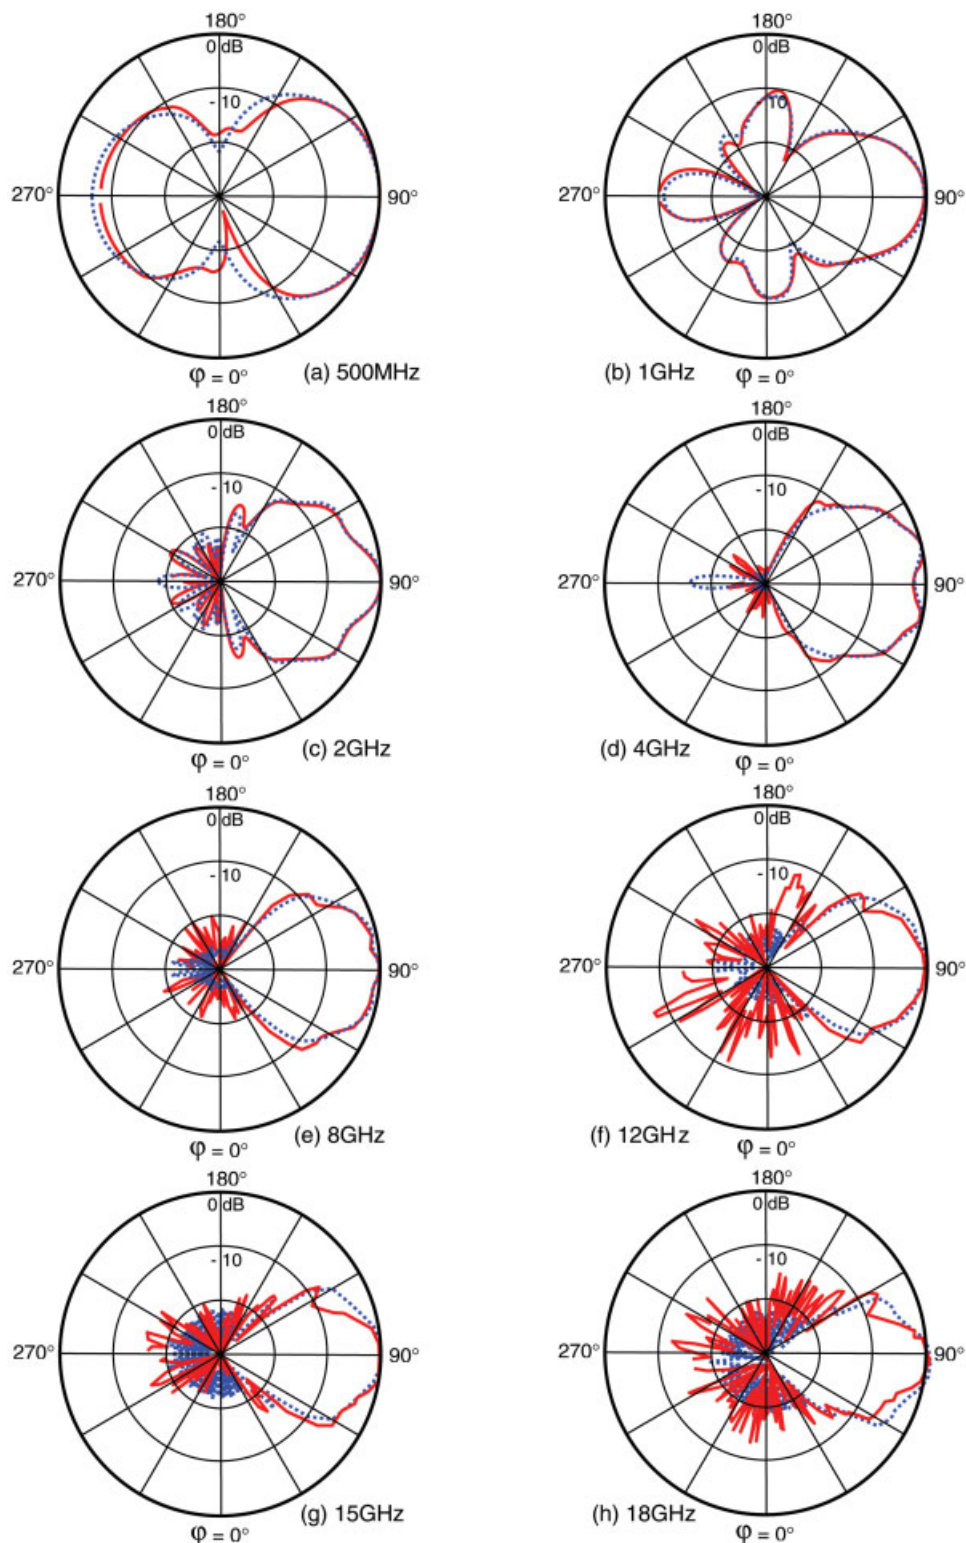 180°
0 dB
- 10
270°
90°
φ = 0°
(a) 500MHz
180°
0 dB
10
270°
90°
(b) 1GHz
φ = 0°
180°
0 dB
- 10
270°
90°
φ = 0°
(c) 2GHz
180°
0 dB
- 10
270°
90°
(d) 4GHz
φ = 0°
180°
0 dB
- 10
270°
90°
φ = 0°
(e) 8GHz
180°
0 dB
- 10
270°
90°
(f) 12GHz
φ = 0°
180°
0 dB
- 10
270°
90°
φ = 0°
(g) 15GHz
180°
0 dB
- 10
270°
90°
(h) 18GHz
φ = 0°